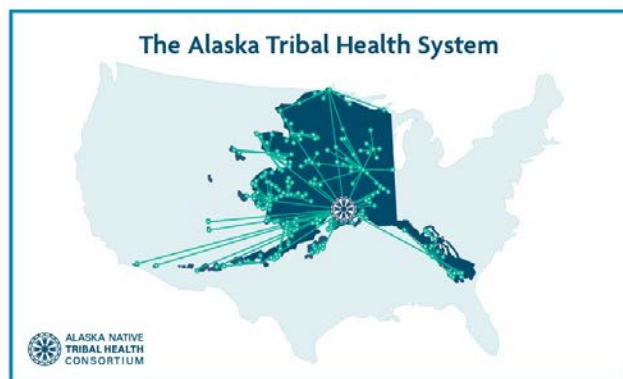 The Alaska Tribal Health System
ALASKA NATIVE
TRIBAL HEALTH
CONSORTIUM